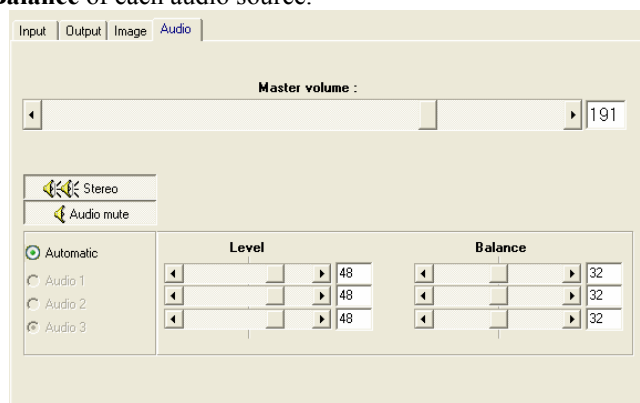 Balance of each audio source.
Input Output Image Audio
Master volume :
191
Stereo
Audio mute
Level Balance
Automatic
Audio 1 48 32
Audio 2 48 32
Audio 3 48 32